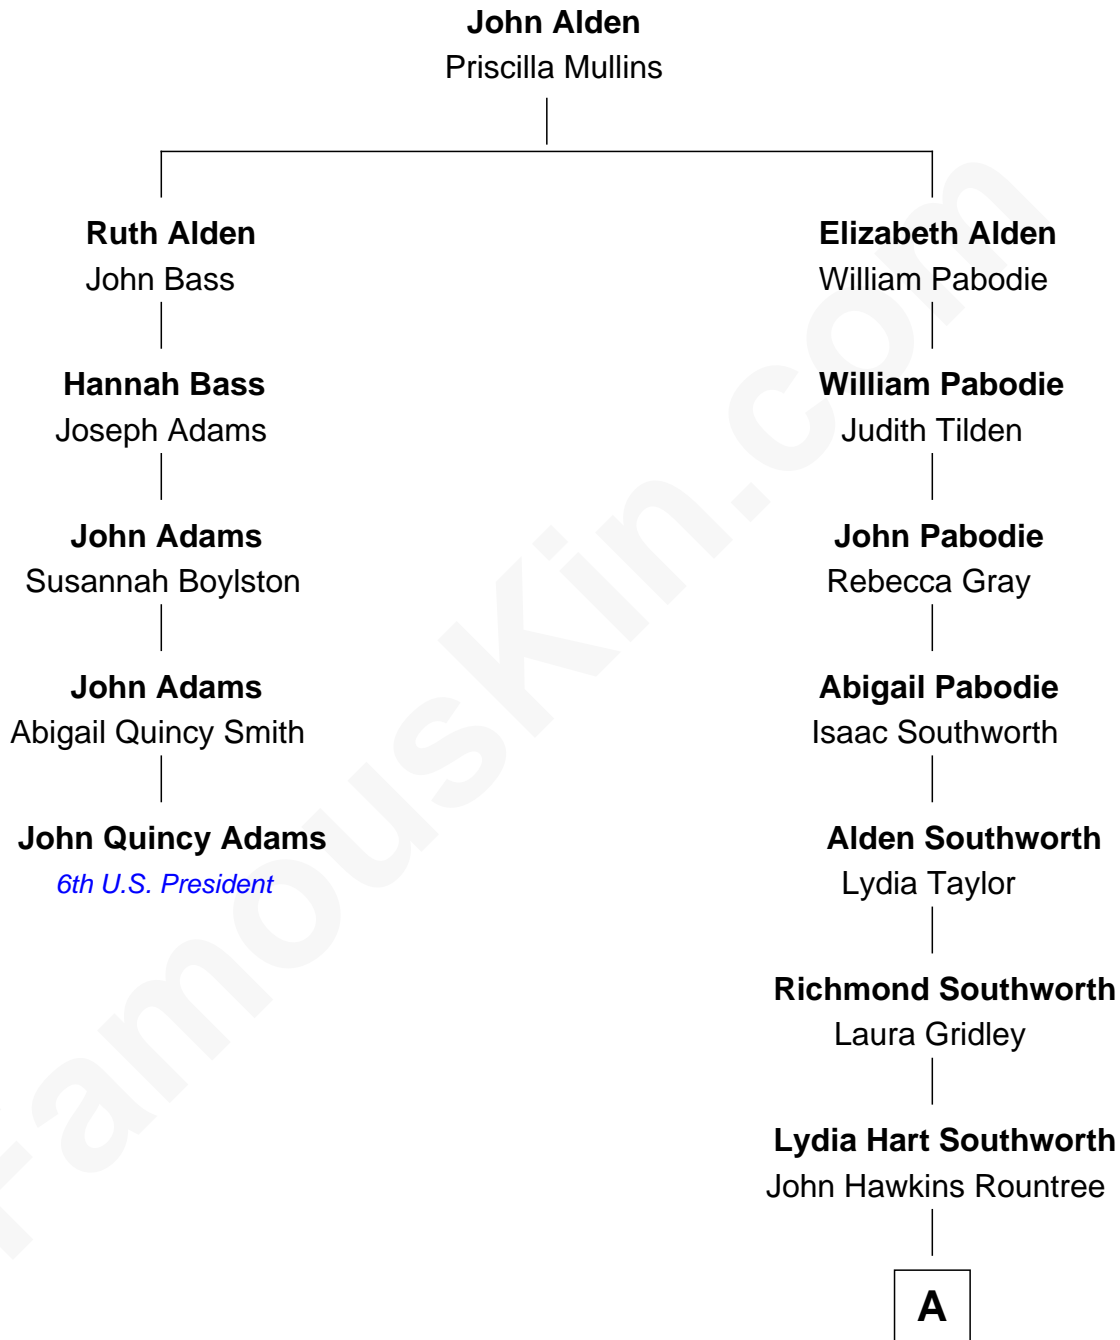 John Alden
Priscilla Mullins
Ruth Alden
John Bass
Hannah Bass
Joseph Adams
John Adams
Susannah Boylston
John Adams
Abigail Quincy Smith
John Quincy Adams
6th U.S. President
Elizabeth Alden
William Pabodie
William Pabodie
Judith Tilden
John Pabodie
Rebecca Gray
Abigail Pabodie
Isaac Southworth
Alden Southworth
Lydia Taylor
Richmond Southworth
Laura Gridley
Lydia Hart Southworth
John Hawkins Rountree
A
FamousKin.com